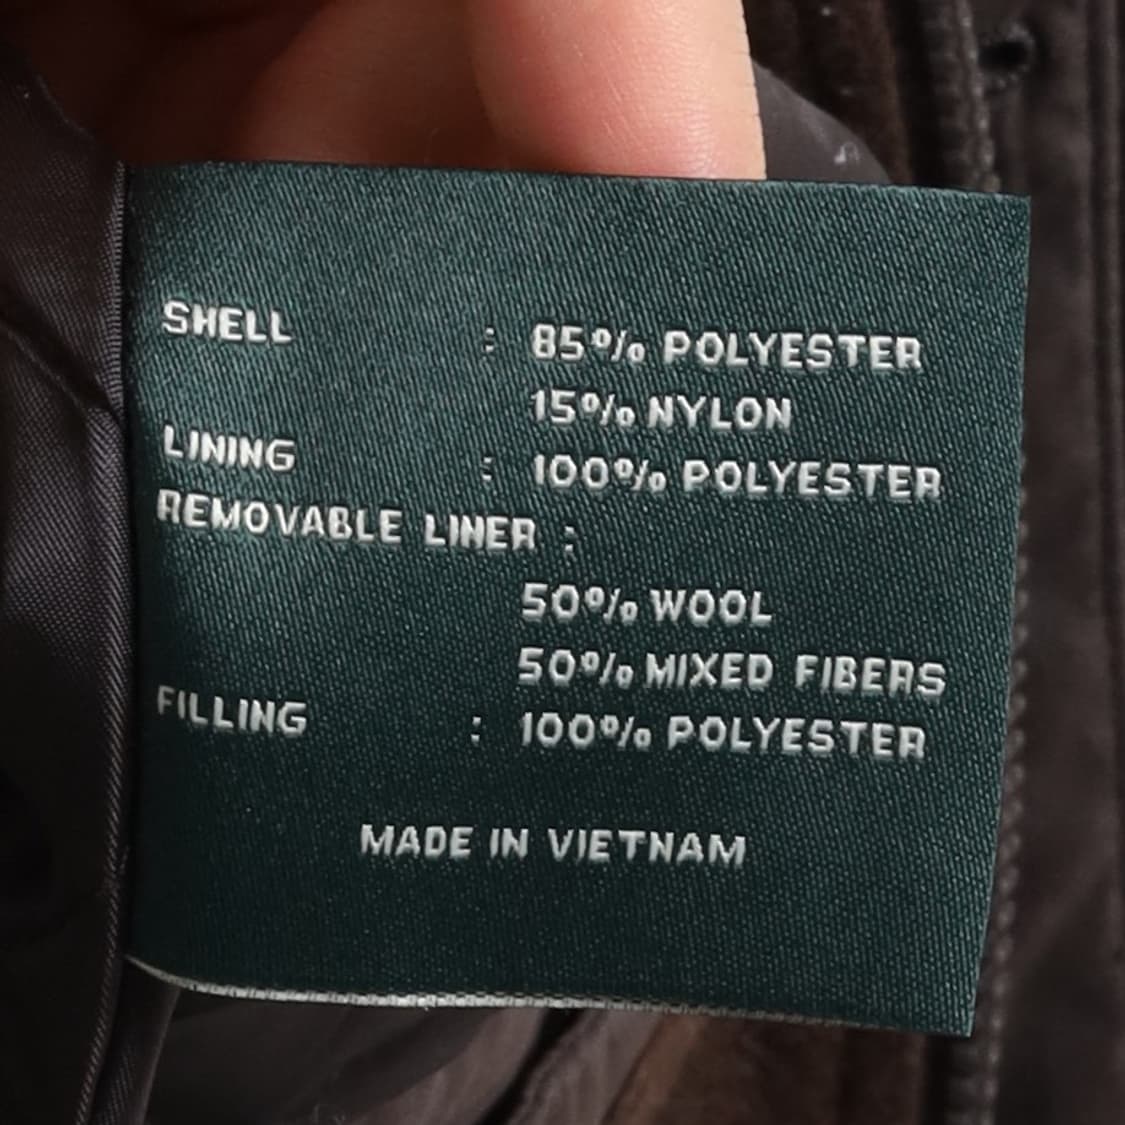 SHELL : 85% POLYESTER
15% NYLON
LINING : 100% POLYESTER
REMOVABLE LINER :
50% WOOL
50% MIXED FIBERS
FILLING : 100% POLYESTER
MADE IN VIETNAM